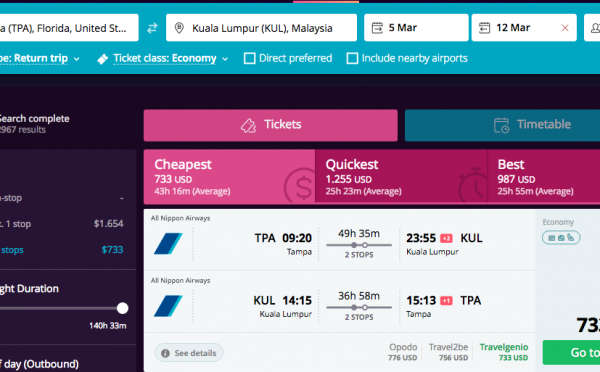 a (TPA), Florida, United St...
Kuala Lumpur (KUL), Malaysia
5 Mar
12 Mar
pe: Return trip
Ticket class: Economy
Direct preferred
Include nearby airports
Search complete
2967 results
Tickets
Timetable
Cheapest
733 USD
43h 16m (Average)
Quickest
1.255 USD
25h 23m (Average)
Best
987 USD
25h 55m (Average)
n-stop -
. 1 stop $1.654
stops $733
ght Duration
140h 33m
of day (Outbound)
All Nippon Airways
TPA 09:20
Tampa
49h 35m
2 STOPS
23:55 +2 KUL
Kuala Lumpur
All Nippon Airways
KUL 14:15
Kuala Lumpur
36h 58m
2 STOPS
15:13 +1 TPA
Tampa
See details
Opodo
776 USD
Travel2be
756 USD
Travelgenio
733 USD
Economy
733
Go to